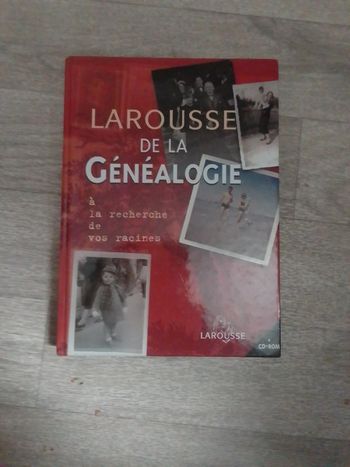 LAROUSSE
DE LA
GÉNÉALOGIE
à
la recherche
de
vos racines
LAROUSSE
+
CD-ROM